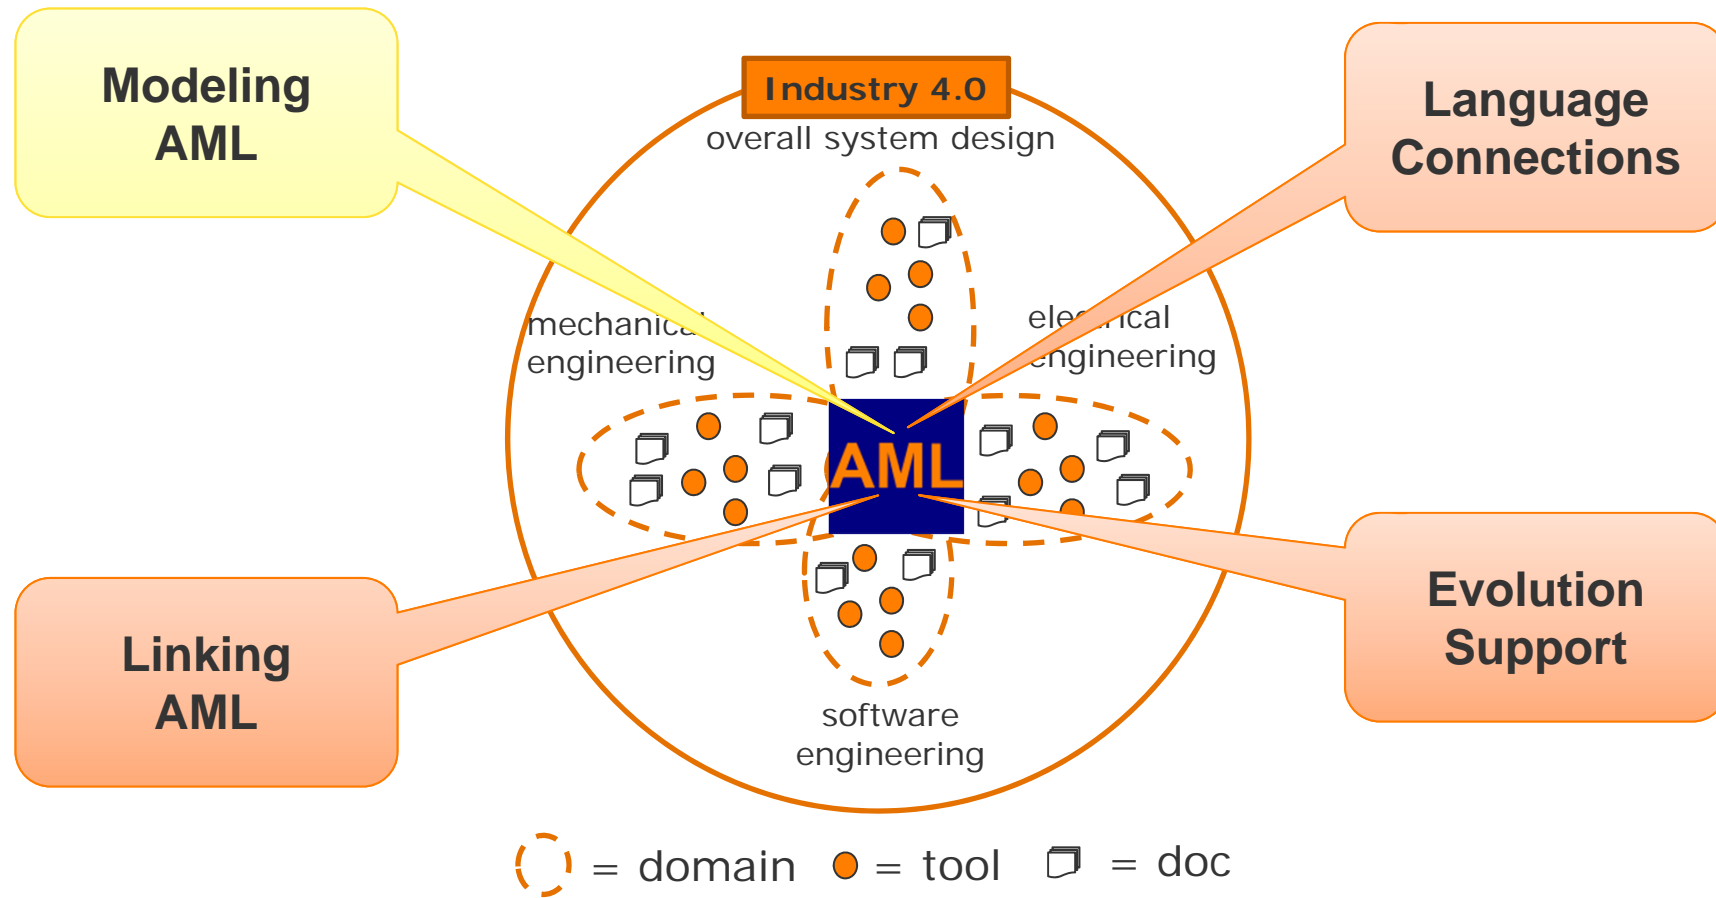 Modeling
AML
Industry 4.0
overall system design
Language
Connections
mechanical
engineering
electrical
engineering
AML
Linking
AML
Evolution
Support
software
engineering
= domain
= tool
= doc